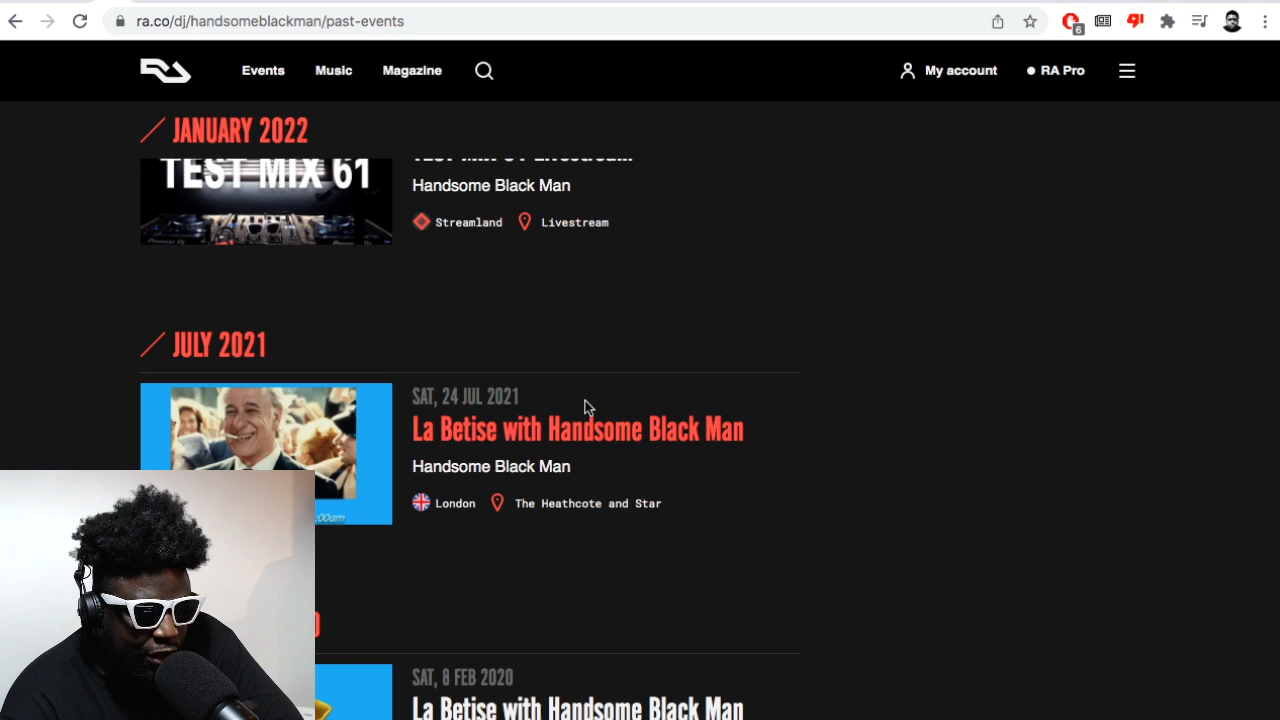 ra.co/dj/handsomeblackman/past-events
6
Events Music Magazine My account RA Pro
JANUARY 2022
TEST MIX 61
Handsome Black Man
Streamland Livestream
JULY 2021
SAT, 24 JUL 2021
La Betise with Handsome Black Man
Handsome Black Man
London The Heathcote and Star
:00am
SAT, 8 FEB 2020
La Betise with Handsome Black Man